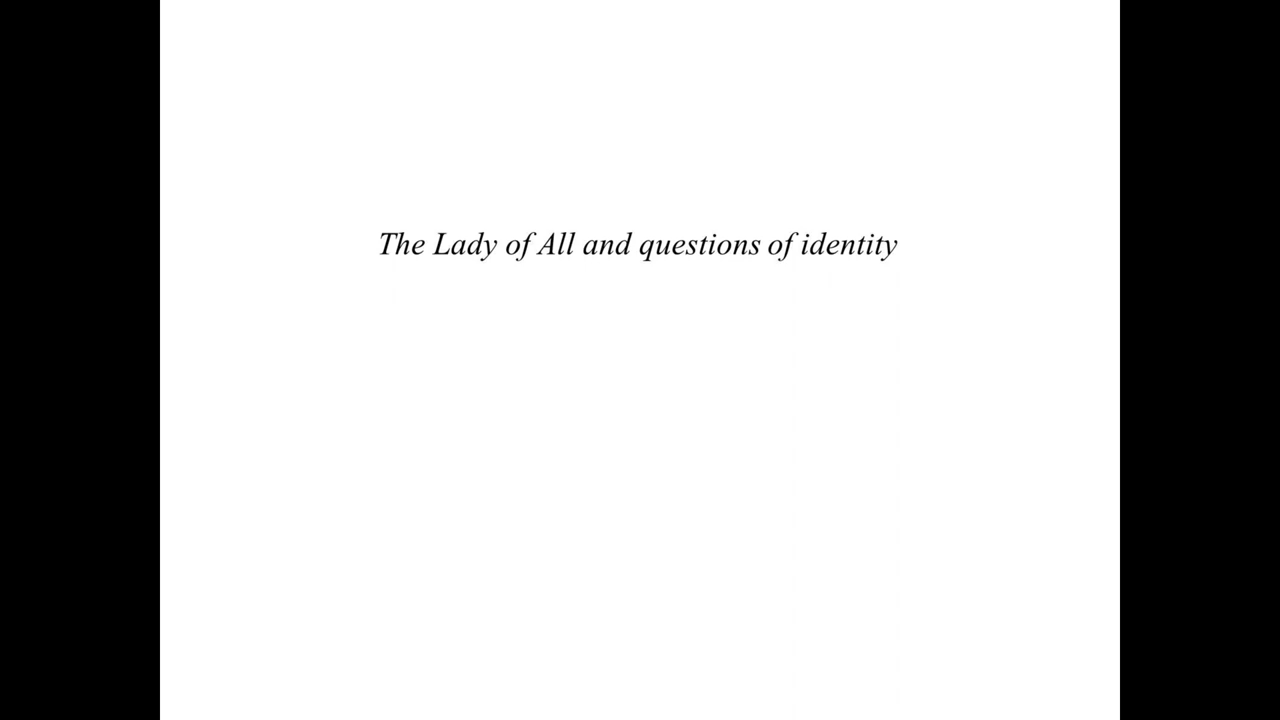 The Lady of All and questions of identity